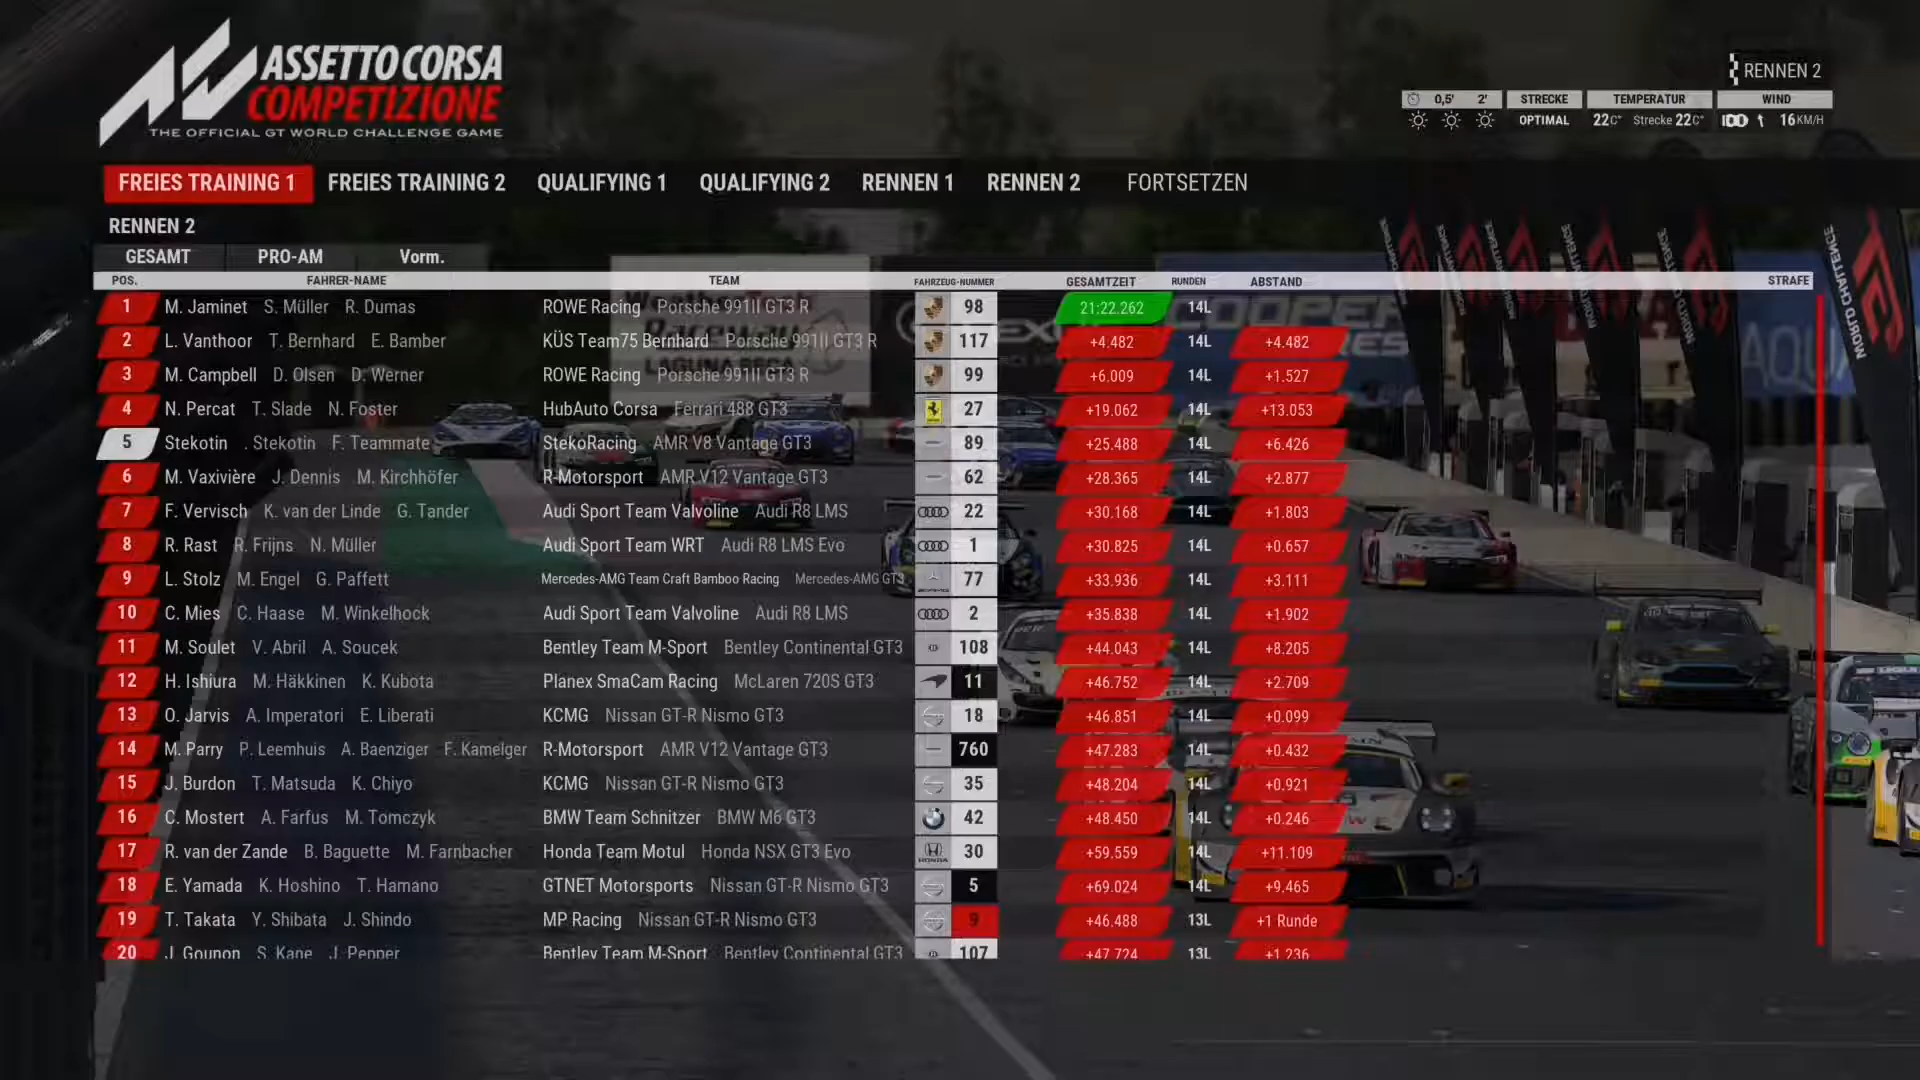 ASSETTO CORSA
COMPETIZIONE
THE OFFICIAL GT WORLD CHALLENGE GAME
RENNEN 2
0,5' 2' STRECKE TEMPERATUR WIND
OPTIMAL 22C° Strecke 22C° 16KM/H
FREIES TRAINING 1 FREIES TRAINING 2 QUALIFYING 1 QUALIFYING 2 RENNEN 1 RENNEN 2 FORTSETZEN
RENNEN 2
GESAMT PRO-AM Vorm.
POS. FAHRER-NAME TEAM FAHRZEUG-NUMMER GESAMTZEIT RUNDEN ABSTAND STRAFE
1 M. Jaminet S. Müller R. Dumas ROWE Racing Porsche 991II GT3 R 98 21:22.262 14L
2 L. Vanthoor T. Bernhard E. Bamber KÜS Team75 Bernhard Porsche 991II GT3 R 117 +4.482 14L +4.482
3 M. Campbell D. Olsen D. Werner ROWE Racing Porsche 991II GT3 R 99 +6.009 14L +1.527
4 N. Percat T. Slade N. Foster HubAuto Corsa Ferrari 488 GT3 27 +19.062 14L +13.053
5 Stekotin . Stekotin F. Teammate StekoRacing AMR V8 Vantage GT3 89 +25.488 14L +6.426
6 M. Vaxivière J. Dennis M. Kirchhöfer R-Motorsport AMR V12 Vantage GT3 62 +28.365 14L +2.877
7 F. Vervisch K. van der Linde G. Tander Audi Sport Team Valvoline Audi R8 LMS 22 +30.168 14L +1.803
8 R. Rast R. Frijns N. Müller Audi Sport Team WRT Audi R8 LMS Evo 1 +30.825 14L +0.657
9 L. Stolz M. Engel G. Paffett Mercedes-AMG Team Craft Bamboo Racing Mercedes-AMG GT3 77 +33.936 14L +3.111
10 C. Mies C. Haase M. Winkelhock Audi Sport Team Valvoline Audi R8 LMS 2 +35.838 14L +1.902
11 M. Soulet V. Abril A. Soucek Bentley Team M-Sport Bentley Continental GT3 108 +44.043 14L +8.205
12 H. Ishiura M. Häkkinen K. Kubota Planex SmaCam Racing McLaren 720S GT3 11 +46.752 14L +2.709
13 O. Jarvis A. Imperatori E. Liberati KCMG Nissan GT-R Nismo GT3 18 +46.851 14L +0.099
14 M. Parry P. Leemhuis A. Baenziger F. Kamelger R-Motorsport AMR V12 Vantage GT3 760 +47.283 14L +0.432
15 J. Burdon T. Matsuda K. Chiyo KCMG Nissan GT-R Nismo GT3 35 +48.204 14L +0.921
16 C. Mostert A. Farfus M. Tomczyk BMW Team Schnitzer BMW M6 GT3 42 +48.450 14L +0.246
17 R. van der Zande B. Baguette M. Farnbacher Honda Team Motul Honda NSX GT3 Evo HONDA 30 +59.559 14L +11.109
18 E. Yamada K. Hoshino T. Hamano GTNET Motorsports Nissan GT-R Nismo GT3 5 +69.024 14L +9.465
19 T. Takata Y. Shibata J. Shindo MP Racing Nissan GT-R Nismo GT3 9 +46.488 13L +1 Runde
20 J. Gounon S. Kane J. Pepper Bentley Team M-Sport Bentley Continental GT3 107 +47.724 13L +1.236